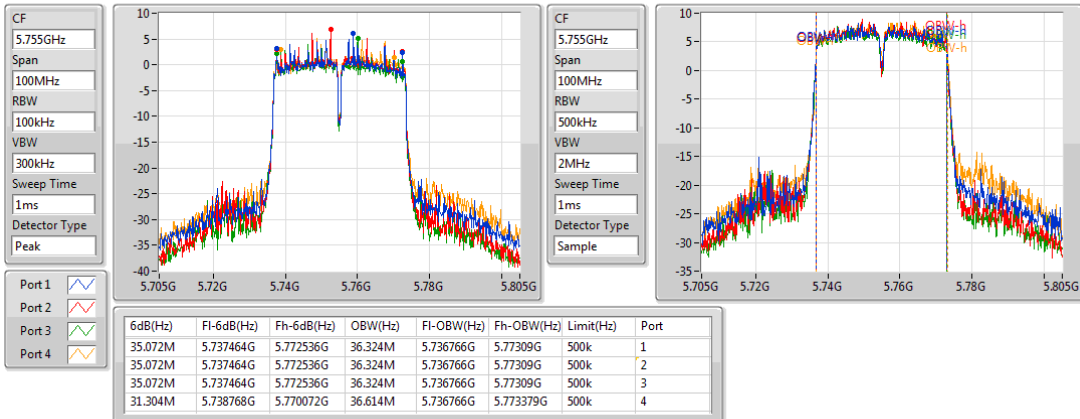 CF
5.755GHz
Span
100MHz
RBW
100kHz
VBW
300kHz
Sweep Time
1ms
Detector Type
Peak
10
5
0
-5
-10
-15
-20
-25
-30
-35
-40
5.705G 5.72G 5.74G 5.76G 5.78G 5.805G
CF
5.755GHz
Span
100MHz
RBW
500kHz
VBW
2MHz
Sweep Time
1ms
Detector Type
Sample
10
5
0
-5
-10
-15
-20
-25
-30
-35
OBW-h
OBW-h
5.705G 5.72G 5.74G 5.76G 5.78G 5.805G
Port 1
Port 2
Port 3
Port 4
6dB(Hz) Fl-6dB(Hz) Fh-6dB(Hz) OBW(Hz) Fl-OBW(Hz) Fh-OBW(Hz) Limit(Hz) Port
35.072M 5.737464G 5.772536G 36.324M 5.736766G 5.77309G 500k 1
35.072M 5.737464G 5.772536G 36.324M 5.736766G 5.77309G 500k 2
35.072M 5.737464G 5.772536G 36.324M 5.736766G 5.77309G 500k 3
31.304M 5.738768G 5.770072G 36.614M 5.736766G 5.773379G 500k 4